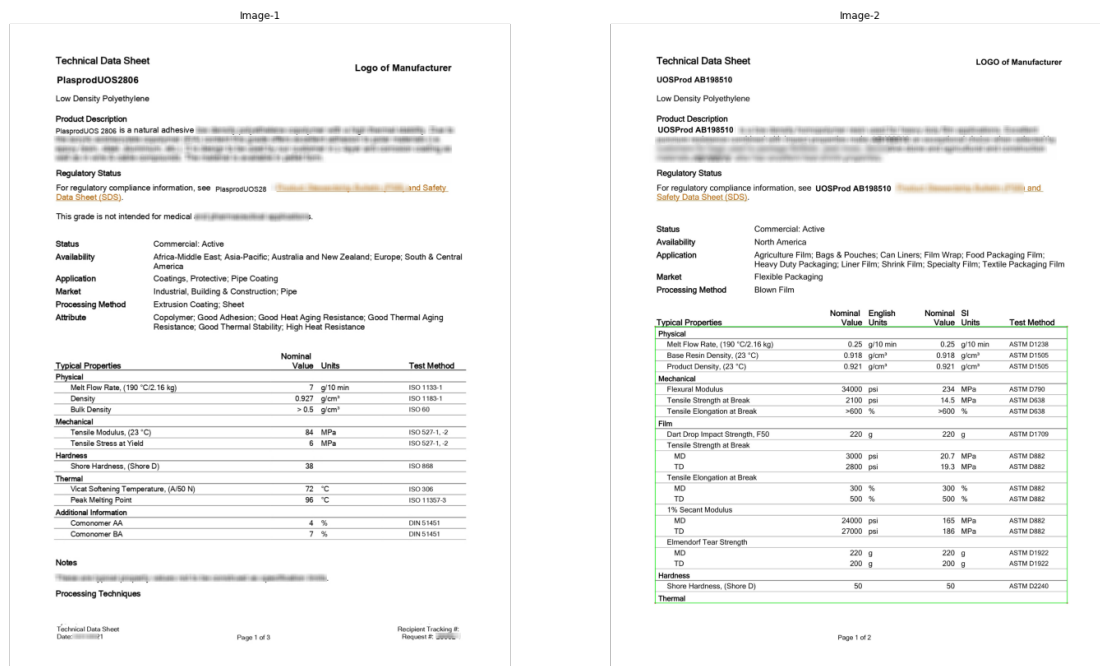 Image-1
Technical Data Sheet
Logo of Manufacturer
PlasprodUOS2806
Low Density Polyethylene
Product Description
PlasprodUOS 2806 is a natural adhesive
Regulatory Status
For regulatory compliance information, see PlasprodUOS28 and Safety
Data Sheet (SDS).
This grade is not intended for medical
Status Commercial: Active
Availability Africa-Middle East; Asia-Pacific; Australia and New Zealand; Europe; South & Central
America
Application Coatings, Protective; Pipe Coating
Market Industrial, Building & Construction; Pipe
Processing Method Extrusion Coating; Sheet
Attribute Copolymer; Good Adhesion; Good Heat Aging Resistance; Good Thermal Aging
Resistance; Good Thermal Stability; High Heat Resistance
Nominal
Typical Properties Value Units Test Method
Physical
Melt Flow Rate, (190 °C/2.16 kg) 7 g/10 min ISO 1133-1
Density 0.927 g/cm³ ISO 1183-1
Bulk Density > 0.5 g/cm³ ISO 60
Mechanical
Tensile Modulus, (23 °C) 84 MPa ISO 527-1, -2
Tensile Stress at Yield 6 MPa ISO 527-1, -2
Hardness
Shore Hardness, (Shore D) 38 ISO 868
Thermal
Vicat Softening Temperature, (A/50 N) 72 °C ISO 306
Peak Melting Point 96 °C ISO 11357-3
Additional Information
Comonomer AA 4 % DIN 51451
Comonomer BA 7 % DIN 51451
Notes
Processing Techniques
Technical Data Sheet
Date:
Page 1 of 3
Recipient Tracking #:
Request #:
Image-2
Technical Data Sheet
LOGO of Manufacturer
UOSProd AB198510
Low Density Polyethylene
Product Description
UOSProd AB198510
Regulatory Status
For regulatory compliance information, see UOSProd AB198510 and
Safety Data Sheet (SDS).
Status Commercial: Active
Availability North America
Application Agriculture Film; Bags & Pouches; Can Liners; Film Wrap; Food Packaging Film;
Heavy Duty Packaging; Liner Film; Shrink Film; Specialty Film; Textile Packaging Film
Market Flexible Packaging
Processing Method Blown Film
Nominal English Nominal SI
Typical Properties Value Units Value Units Test Method
Physical
Melt Flow Rate, (190 °C/2.16 kg) 0.25 g/10 min 0.25 g/10 min ASTM D1238
Base Resin Density, (23 °C) 0.918 g/cm³ 0.918 g/cm³ ASTM D1505
Product Density, (23 °C) 0.921 g/cm³ 0.921 g/cm³ ASTM D1505
Mechanical
Flexural Modulus 34000 psi 234 MPa ASTM D790
Tensile Strength at Break 2100 psi 14.5 MPa ASTM D638
Tensile Elongation at Break >600 % >600 % ASTM D638
Film
Dart Drop Impact Strength, F50 220 g 220 g ASTM D1709
Tensile Strength at Break
MD 3000 psi 20.7 MPa ASTM D882
TD 2800 psi 19.3 MPa ASTM D882
Tensile Elongation at Break
MD 300 % 300 % ASTM D882
TD 500 % 500 % ASTM D882
1% Secant Modulus
MD 24000 psi 165 MPa ASTM D882
TD 27000 psi 186 MPa ASTM D882
Elmendorf Tear Strength
MD 220 g 220 g ASTM D1922
TD 200 g 200 g ASTM D1922
Hardness
Shore Hardness, (Shore D) 50 50 ASTM D2240
Thermal
Page 1 of 2